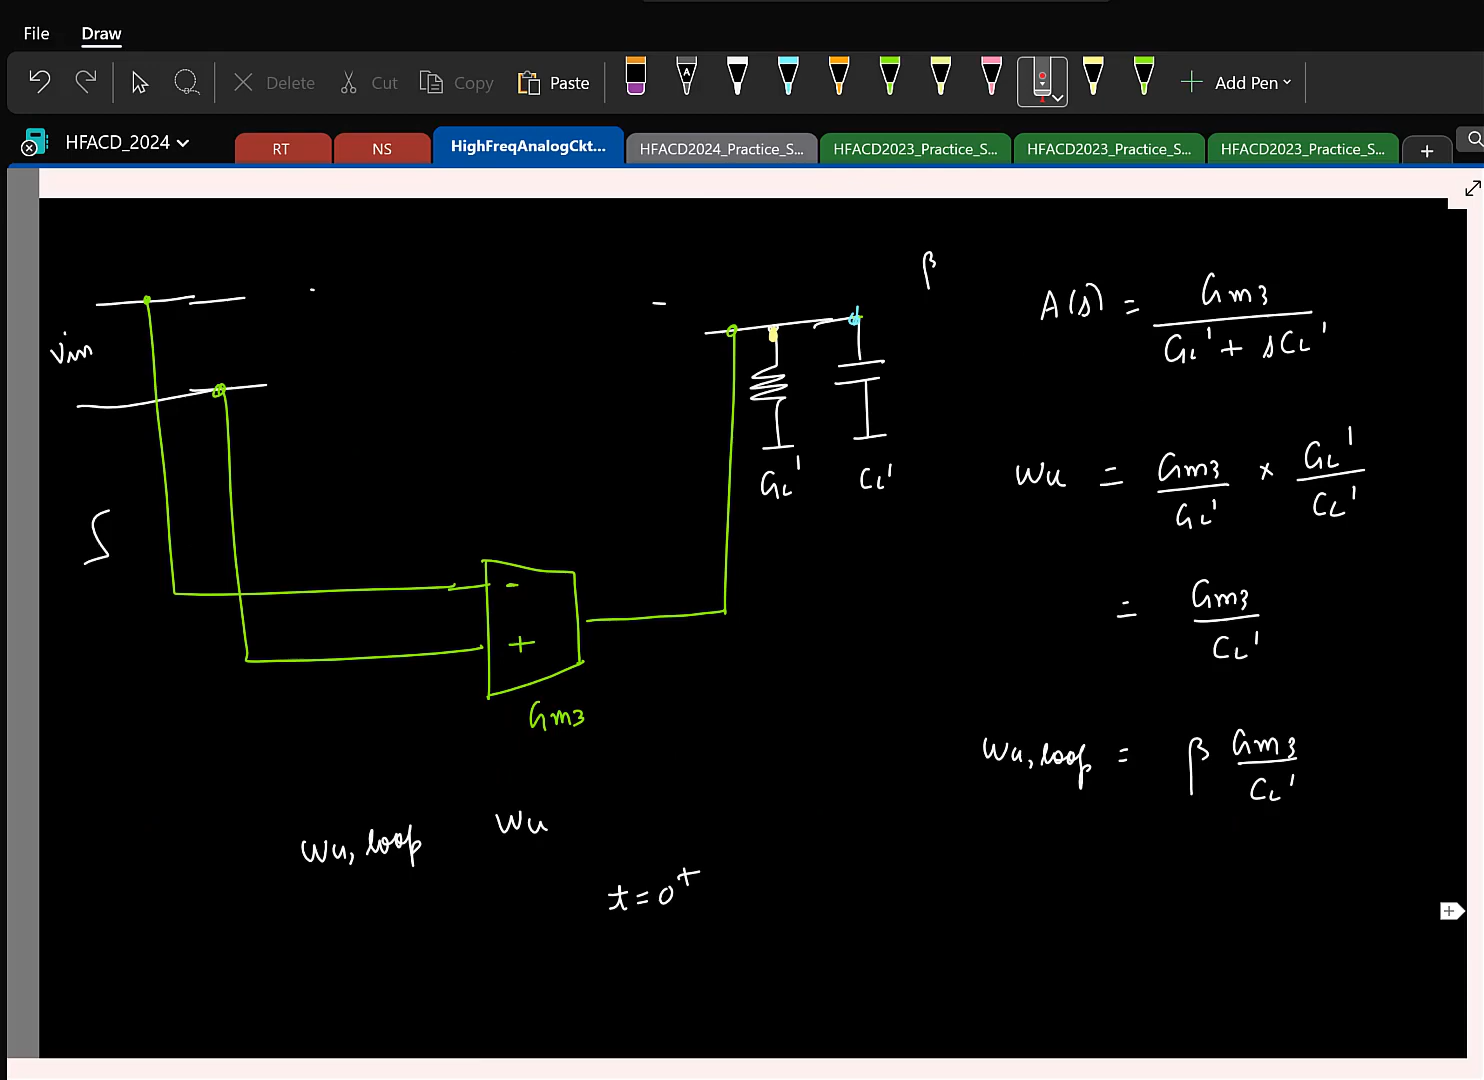 File Draw
Delete Cut Copy Paste A Add Pen
HFACD_2024 RT NS HighFreqAnalogCkt... HFACD2024_Practice_S... HFACD2023_Practice_S... HFACD2023_Practice_S... HFACD2023_Practice_S... +
β
Vin
-
GL' CL'
A(s) = Gm3 / GL' + sCL'
ωu = Gm3 / GL' × GL' / CL'
= Gm3 / CL'
ωu, loop = β Gm3 / CL'
-
+
Gm3
ωu, loop ωu
t = 0+